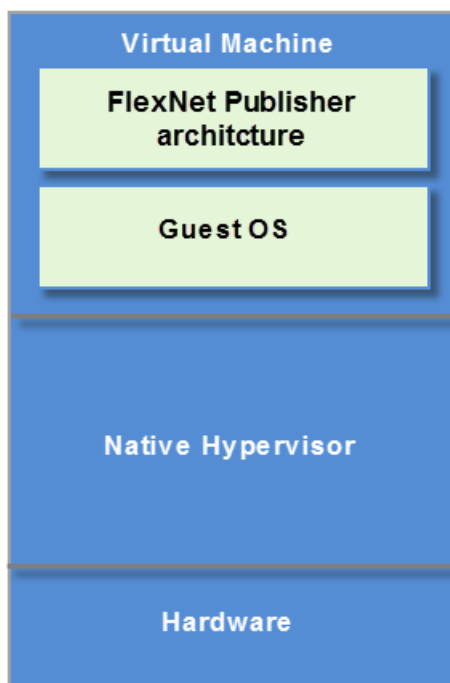 Virtual Machine
FlexNet Publisher
architcture
Guest OS
Native Hypervisor
Hardware